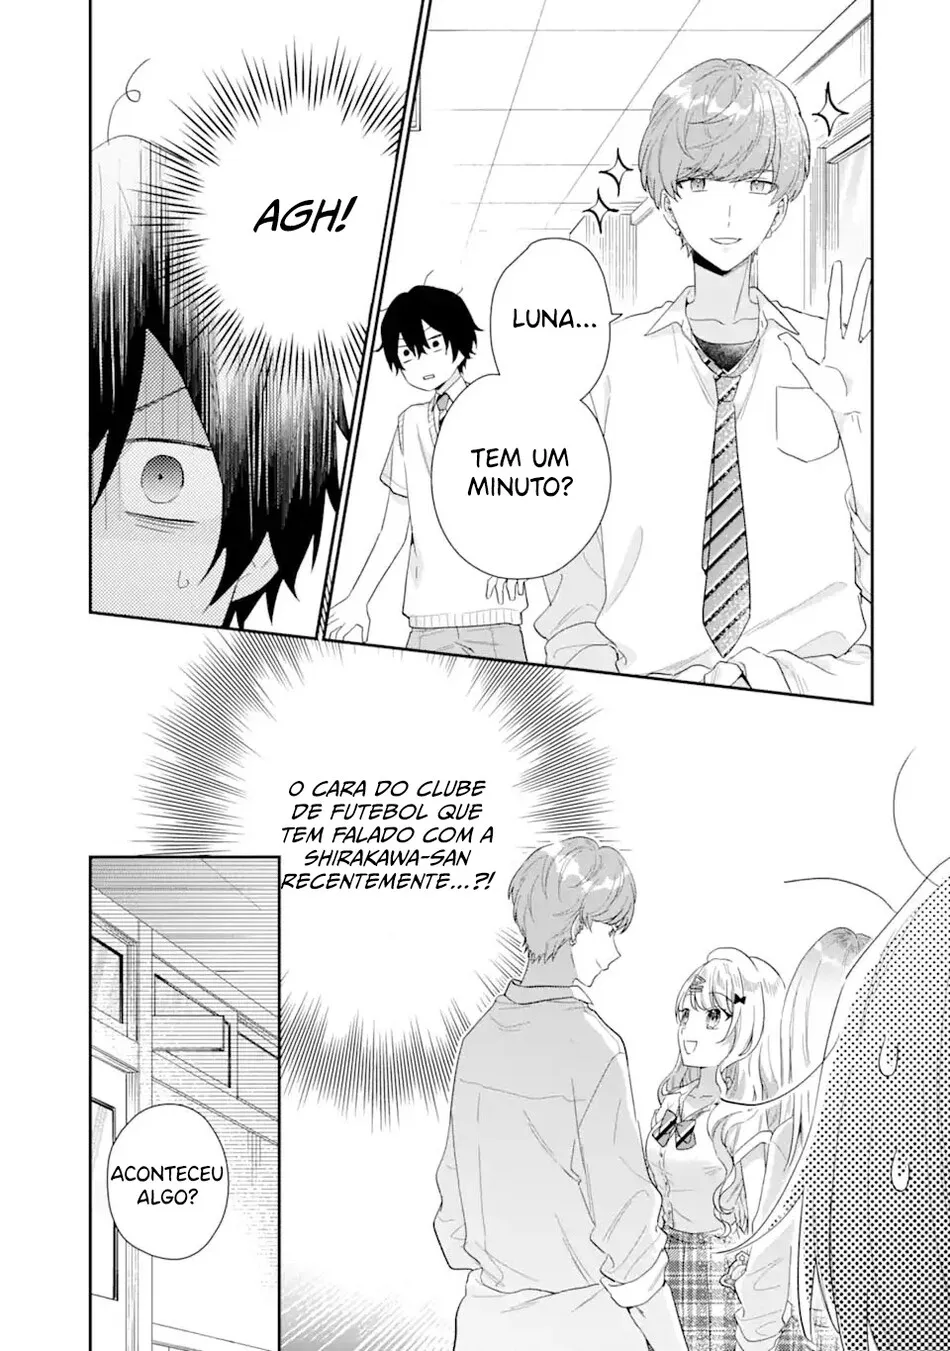 LUNA...
TEM UM
MINUTO?
AGH!
O CARA DO CLUBE
DE FUTEBOL QUE
TEM FALADO COM A
SHIRAKAWA-SAN
RECENTEMENTE...?!
ACONTECEU
ALGO?